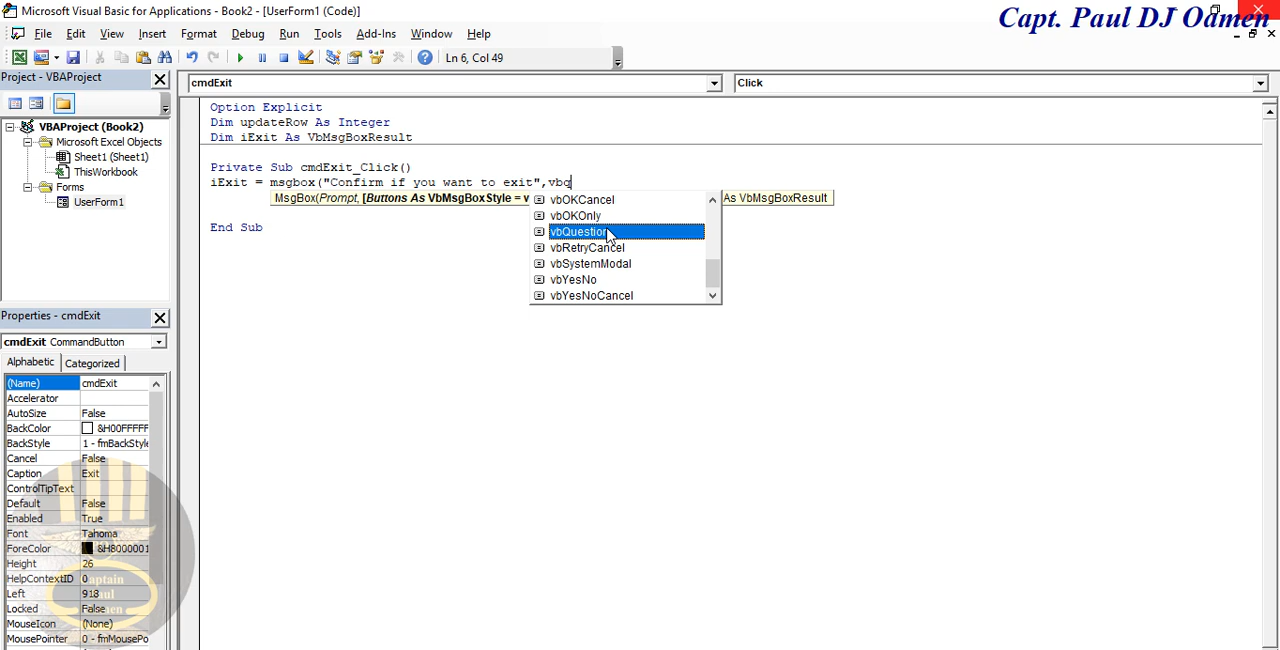 Microsoft Visual Basic for Applications - Book2 - [UserForm1 (Code)]
Capt. Paul DJ Oamen
File Edit View Insert Format Debug Run Tools Add-Ins Window Help
Ln 6, Col 49
Project - VBAProject
cmdExit
Click
VBAProject (Book2)
Microsoft Excel Objects
Sheet1 (Sheet1)
ThisWorkbook
Forms
UserForm1
Option Explicit
Dim updateRow As Integer
Dim iExit As VbMsgBoxResult
Private Sub cmdExit_Click()
iExit = msgbox("Confirm if you want to exit",vbq
MsgBox(Prompt, [Buttons As VbMsgBoxStyle = v
As VbMsgBoxResult
End Sub
vbOKCancel
vbOKOnly
vbQuestion
vbRetryCancel
vbSystemModal
vbYesNo
vbYesNoCancel
Properties - cmdExit
cmdExit CommandButton
Alphabetic Categorized
(Name) cmdExit
Accelerator
AutoSize False
BackColor &H00FFFFF
BackStyle 1 - fmBackStyle
Cancel False
Caption Exit
ControlTipText
Default False
Enabled True
Font Tahoma
ForeColor &H8000001
Height 26
HelpContextID 0
Left 918
Locked False
MouseIcon (None)
MousePointer 0 - fmMousePo
Captain
Paul